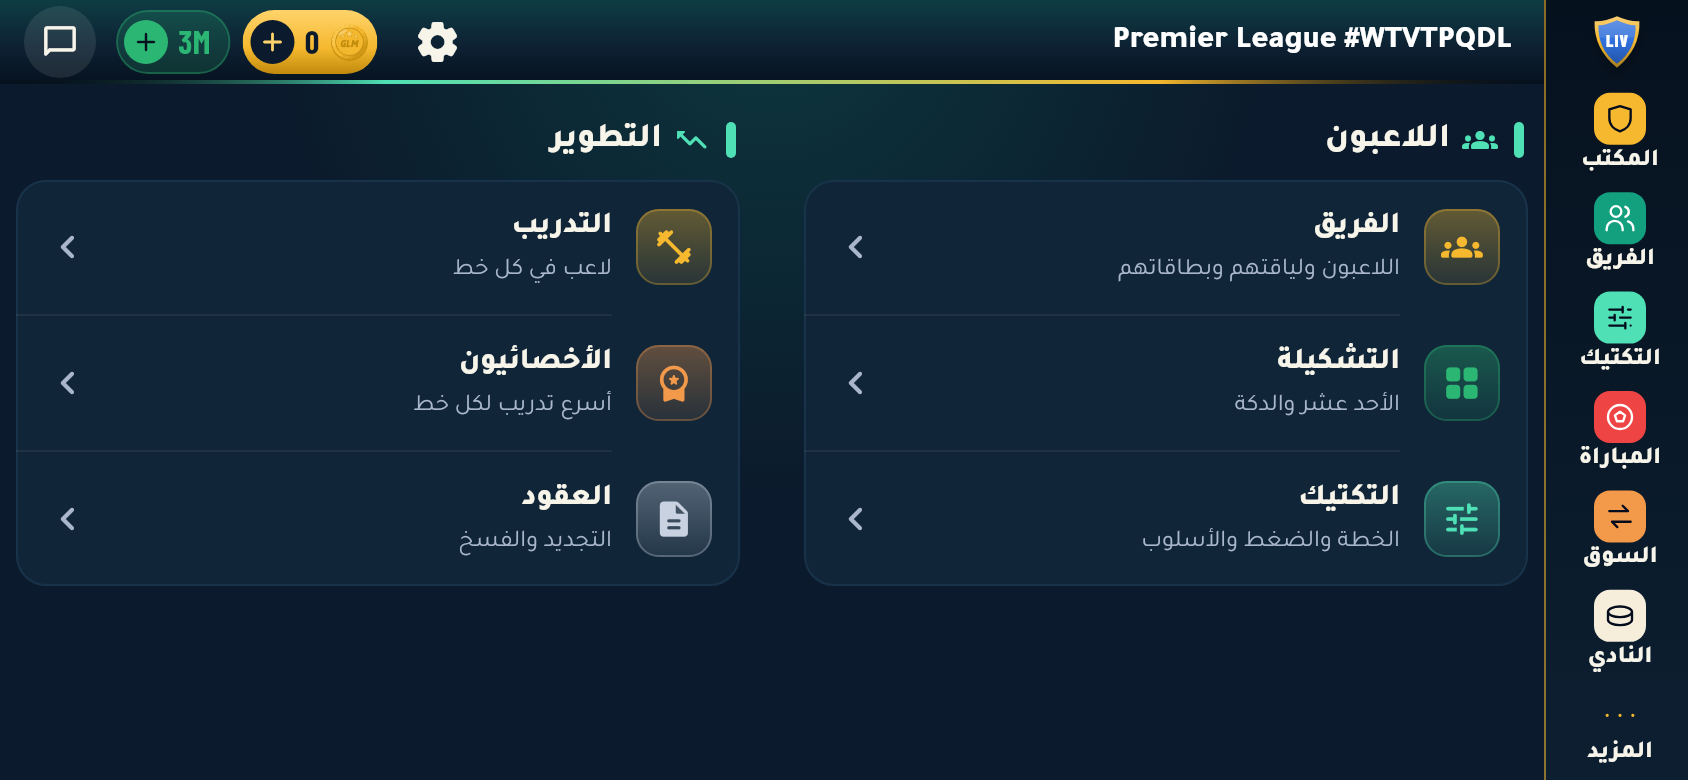 Premier League #WTVTPQDL
0
GLM
3M
LIV
المكتب
الفريق
التكتيك
المباراة
السوق
النادي
...
المزيد
اللاعبون
الفريق
اللاعبون ولياقتهم وبطاقاتهم
التشكيلة
الأحد عشر والدكة
التكتيك
الخطة والضغط والأسلوب
التطوير
التدريب
لاعب في كل خط
الأخصائيون
أسرع تدريب لكل خط
العقود
التجديد والفسخ